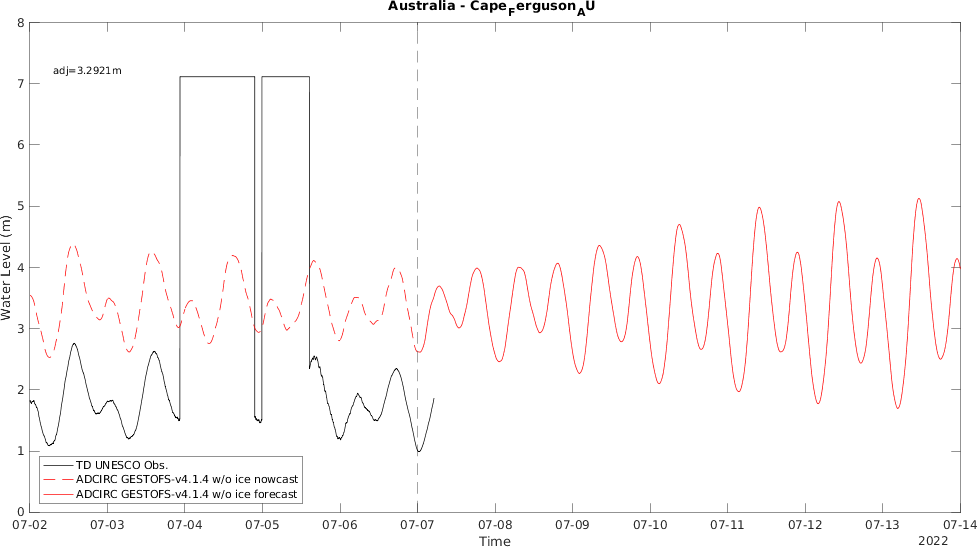 Australia - Cape_Ferguson_AU
8
adj=3.2921m
7
6
5
4
3
2
1
0
Water Level (m)
TD UNESCO Obs.
ADCIRC GESTOFS-v4.1.4 w/o ice nowcast
ADCIRC GESTOFS-v4.1.4 w/o ice forecast
07-02 07-03 07-04 07-05 07-06 07-07 07-08 07-09 07-10 07-11 07-12 07-13 07-14
Time
2022